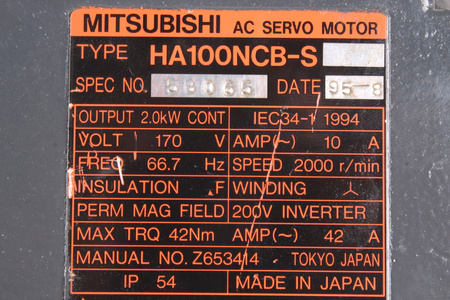 MITSUBISHI AC SERVO MOTOR
TYPE HA100NCB-S
SPEC NO. 58065 DATE 95-8
OUTPUT 2.0kW CONT IEC34-1 1994
VOLT 170 V AMP(~) 10 A
FREQ 66.7 Hz SPEED 2000 r/min
INSULATION F WINDING
PERM MAG FIELD 200V INVERTER
MAX TRQ 42Nm AMP(~) 42 A
MANUAL NO. Z653414 TOKYO JAPAN
IP 54 MADE IN JAPAN